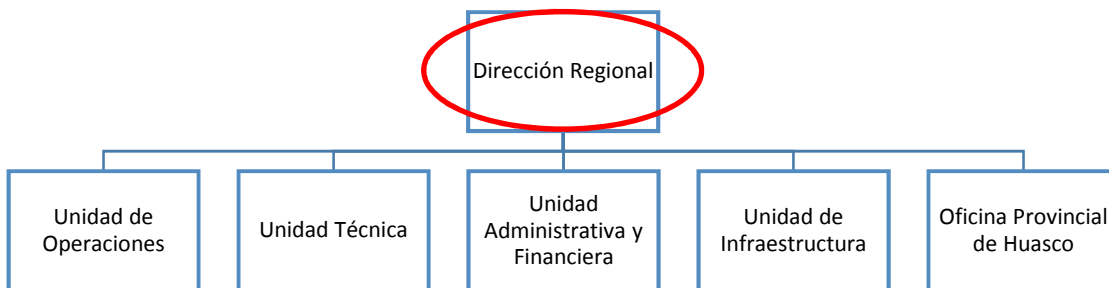 Dirección Regional
Unidad de
Operaciones
Unidad Técnica
Unidad
Administrativa y
Financiera
Unidad de
Infraestructura
Oficina Provincial
de Huasco